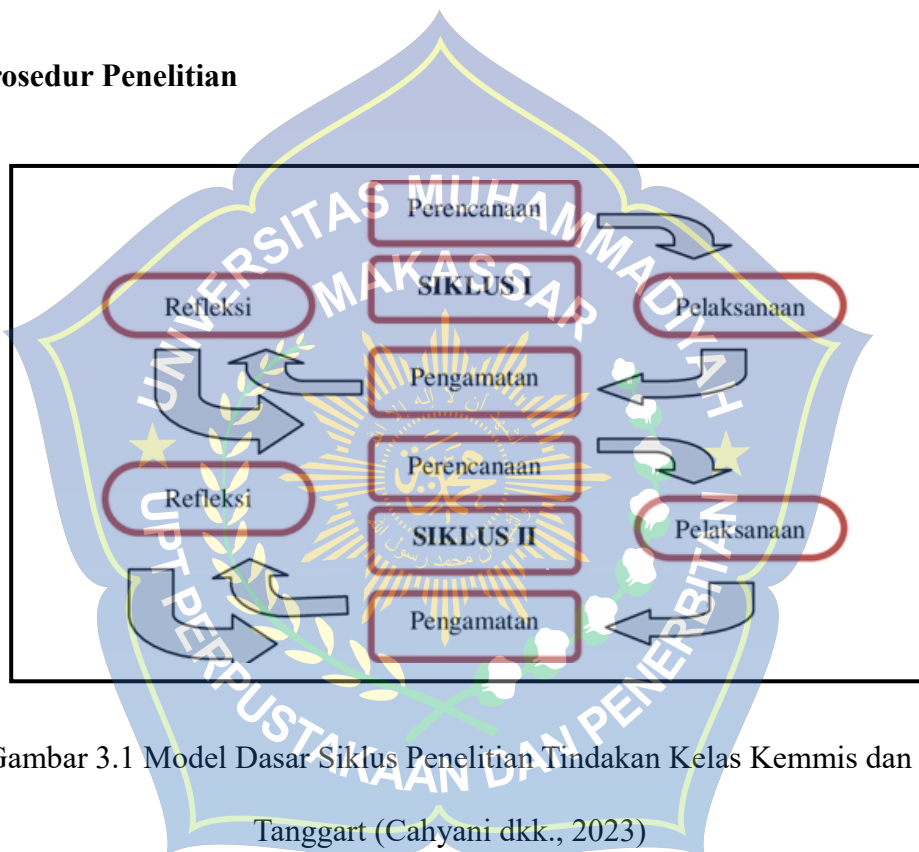 rosedur Penelitian
Perencanaan
SIKLUS I
Refleksi
Pelaksanaan
Pengamatan
Perencanaan
Refleksi
SIKLUS II
Pelaksanaan
Pengamatan
Gambar 3.1 Model Dasar Siklus Penelitian Tindakan Kelas Kemmis dan
Tanggart (Cahyani dkk., 2023)
UNIVERSITAS MUHAMMADIYAH
MAKASSAR
UPT PERPUSTAKAAN DAN PENERBITAN